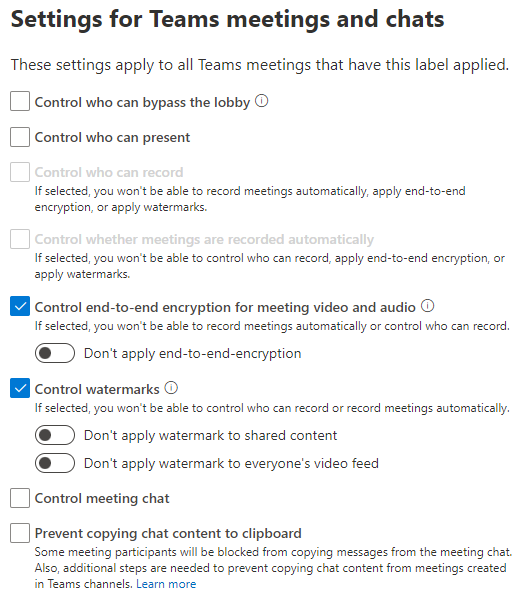 Settings for Teams meetings and chats
These settings apply to all Teams meetings that have this label applied.
Control who can bypass the lobby
Control who can present
Control who can record
If selected, you won't be able to record meetings automatically, apply end-to-end
encryption, or apply watermarks.
Control whether meetings are recorded automatically
If selected, you won't be able to control who can record, apply end-to-end encryption, or
apply watermarks.
Control end-to-end encryption for meeting video and audio
If selected, you won't be able to record meetings automatically or control who can record.
Don't apply end-to-end-encryption
Control watermarks
If selected, you won't be able to control who can record or record meetings automatically.
Don't apply watermark to shared content
Don't apply watermark to everyone's video feed
Control meeting chat
Prevent copying chat content to clipboard
Some meeting participants will be blocked from copying messages from the meeting chat.
Also, additional steps are needed to prevent copying chat content from meetings created
in Teams channels. Learn more